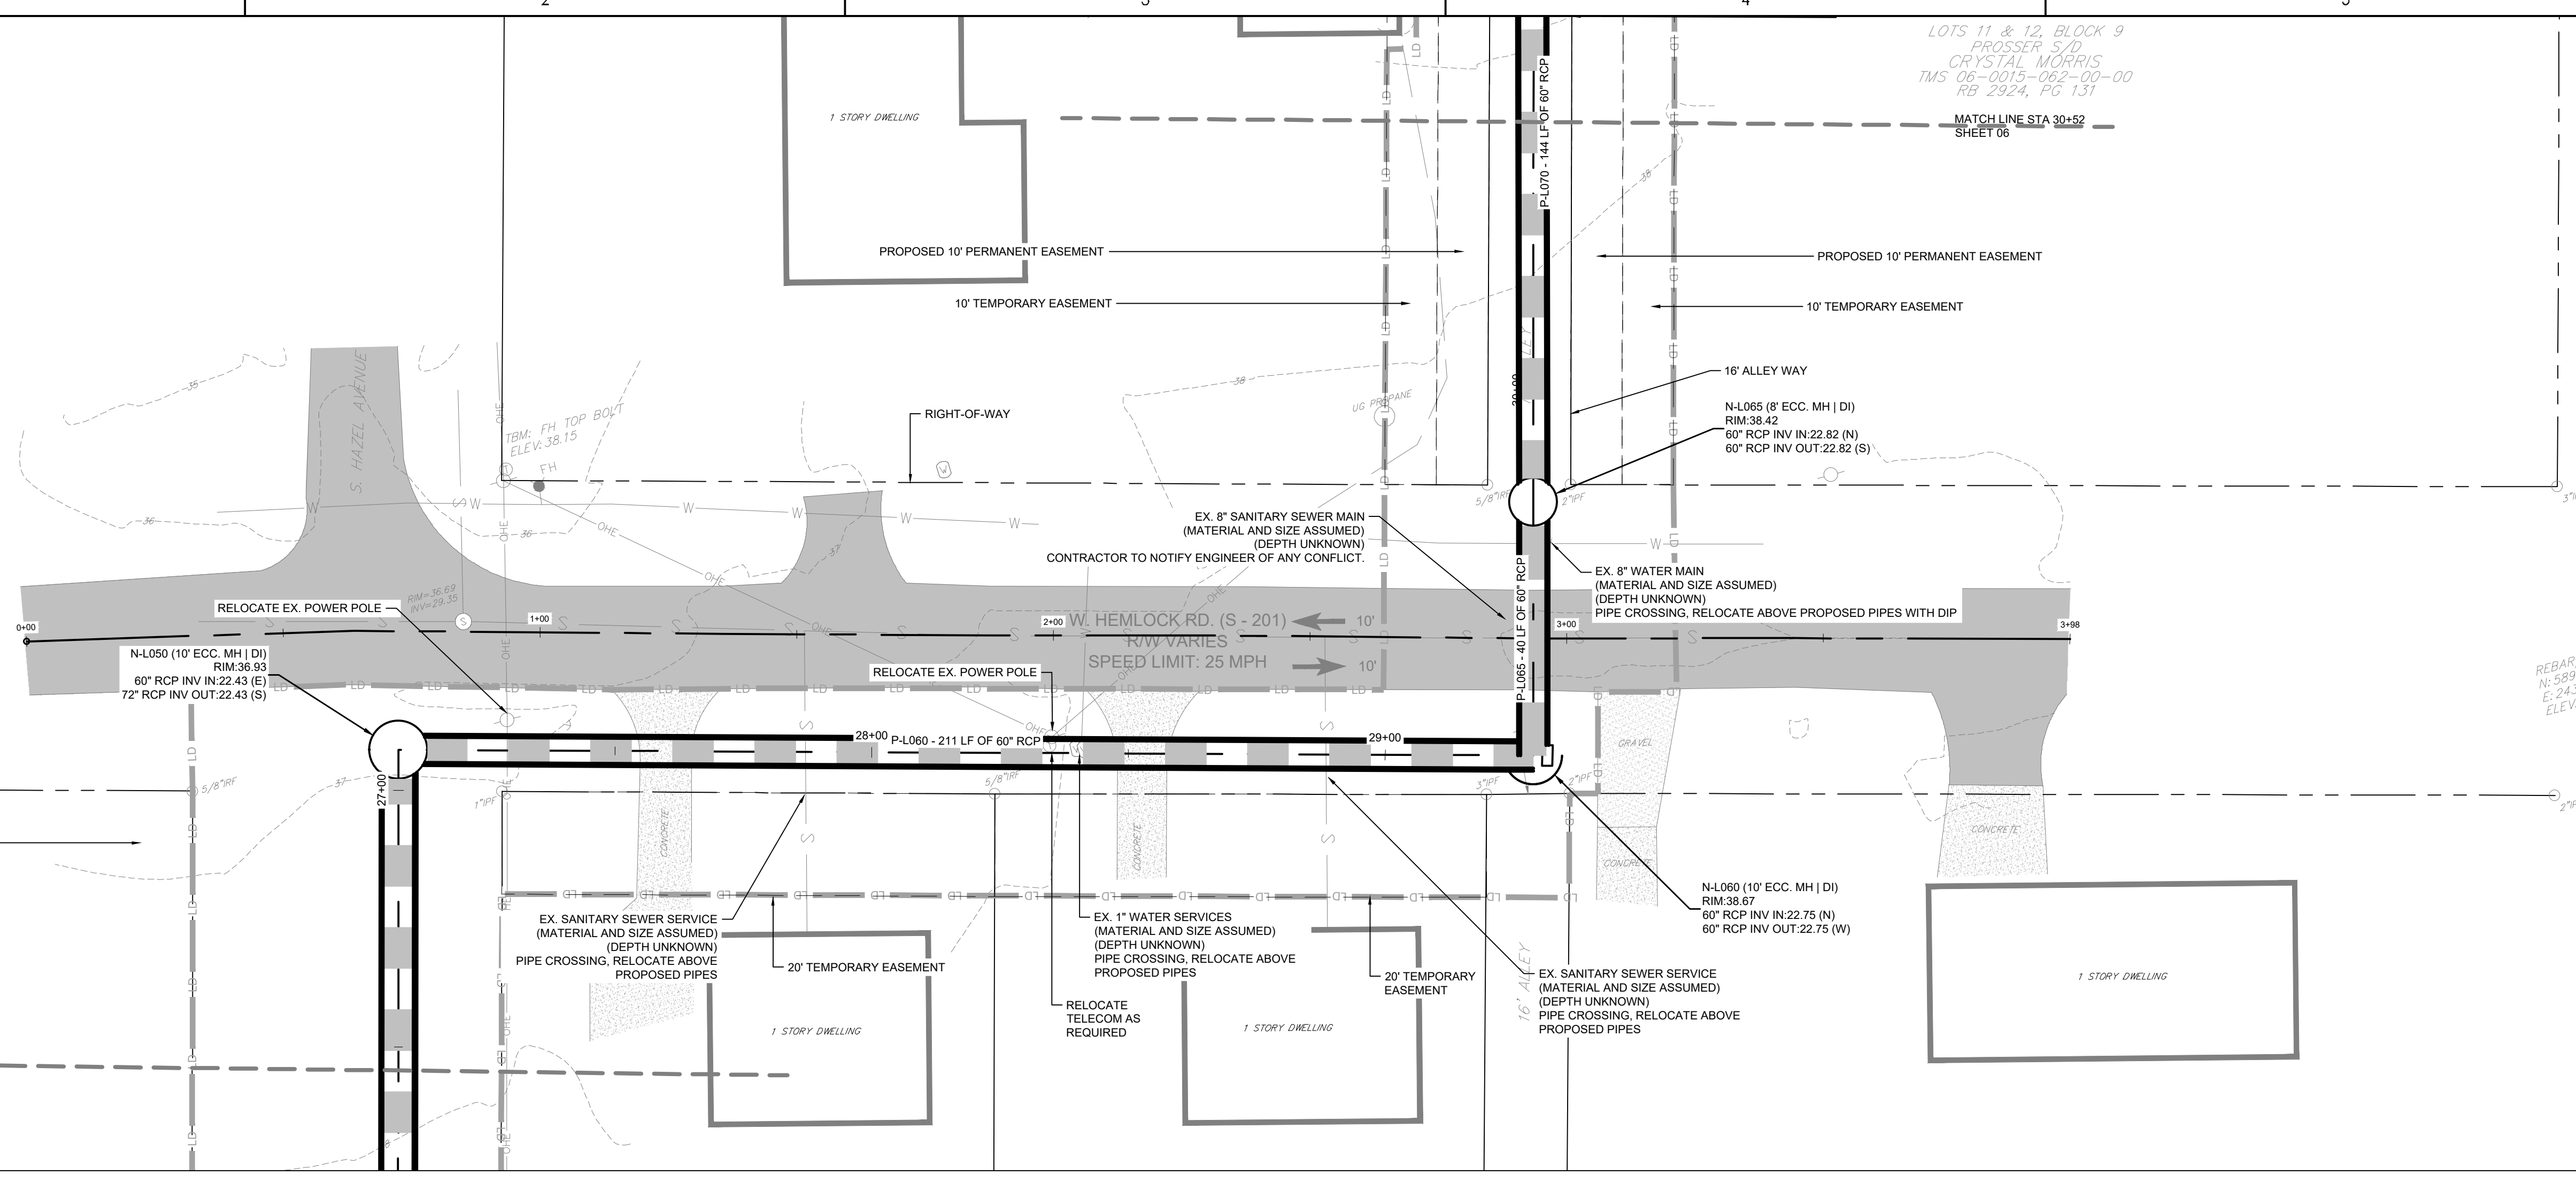 2
3
4
5
LOTS 11 & 12, BLOCK 9
PROSSER S/D
CRYSTAL MORRIS
TMS 06-0015-062-00-00
RB 2924, PG 131
MATCH LINE STA 30+52
SHEET 06
1 STORY DWELLING
P-L070 - 144 LF OF 60" RCP
38
PROPOSED 10' PERMANENT EASEMENT
PROPOSED 10' PERMANENT EASEMENT
10' TEMPORARY EASEMENT
10' TEMPORARY EASEMENT
35
S. HAZEL AVENUE
16' ALLEY WAY
38
30+00
UG PROPANE
RIGHT-OF-WAY
TBM: FH TOP BOLT
ELEV: 38.15
FH
N-L065 (8' ECC. MH | DI)
RIM:38.42
60" RCP INV IN:22.82 (N)
60" RCP INV OUT:22.82 (S)
5/8"IRF
2"IPF
36
36
37
EX. 8" SANITARY SEWER MAIN
(MATERIAL AND SIZE ASSUMED)
(DEPTH UNKNOWN)
CONTRACTOR TO NOTIFY ENGINEER OF ANY CONFLICT.
EX. 8" WATER MAIN
(MATERIAL AND SIZE ASSUMED)
(DEPTH UNKNOWN)
PIPE CROSSING, RELOCATE ABOVE PROPOSED PIPES WITH DIP
RIM=36.69
INV=29.35
RELOCATE EX. POWER POLE
0+00
1+00
2+00
3+00
3+98
W. HEMLOCK RD. (S - 201)
10'
R/W VARIES
SPEED LIMIT: 25 MPH
10'
P-L065 - 40 LF OF 60" RCP
N-L050 (10' ECC. MH | DI)
RIM:36.93
60" RCP INV IN:22.43 (E)
72" RCP INV OUT:22.43 (S)
RELOCATE EX. POWER POLE
28+00
P-L060 - 211 LF OF 60" RCP
29+00
GRAVEL
27+00
5/8"IRF
37
1"IPF
5/8"IRF
3"IPF
2"IPF
CONCRETE
CONCRETE
CONCRETE
CONCRETE
N-L060 (10' ECC. MH | DI)
RIM:38.67
60" RCP INV IN:22.75 (N)
60" RCP INV OUT:22.75 (W)
EX. SANITARY SEWER SERVICE
(MATERIAL AND SIZE ASSUMED)
(DEPTH UNKNOWN)
PIPE CROSSING, RELOCATE ABOVE
PROPOSED PIPES
20' TEMPORARY EASEMENT
EX. 1" WATER SERVICES
(MATERIAL AND SIZE ASSUMED)
(DEPTH UNKNOWN)
PIPE CROSSING, RELOCATE ABOVE
PROPOSED PIPES
20' TEMPORARY
EASEMENT
16' ALLEY
EX. SANITARY SEWER SERVICE
(MATERIAL AND SIZE ASSUMED)
(DEPTH UNKNOWN)
PIPE CROSSING, RELOCATE ABOVE
PROPOSED PIPES
RELOCATE
TELECOM AS
REQUIRED
1 STORY DWELLING
1 STORY DWELLING
1 STORY DWELLING